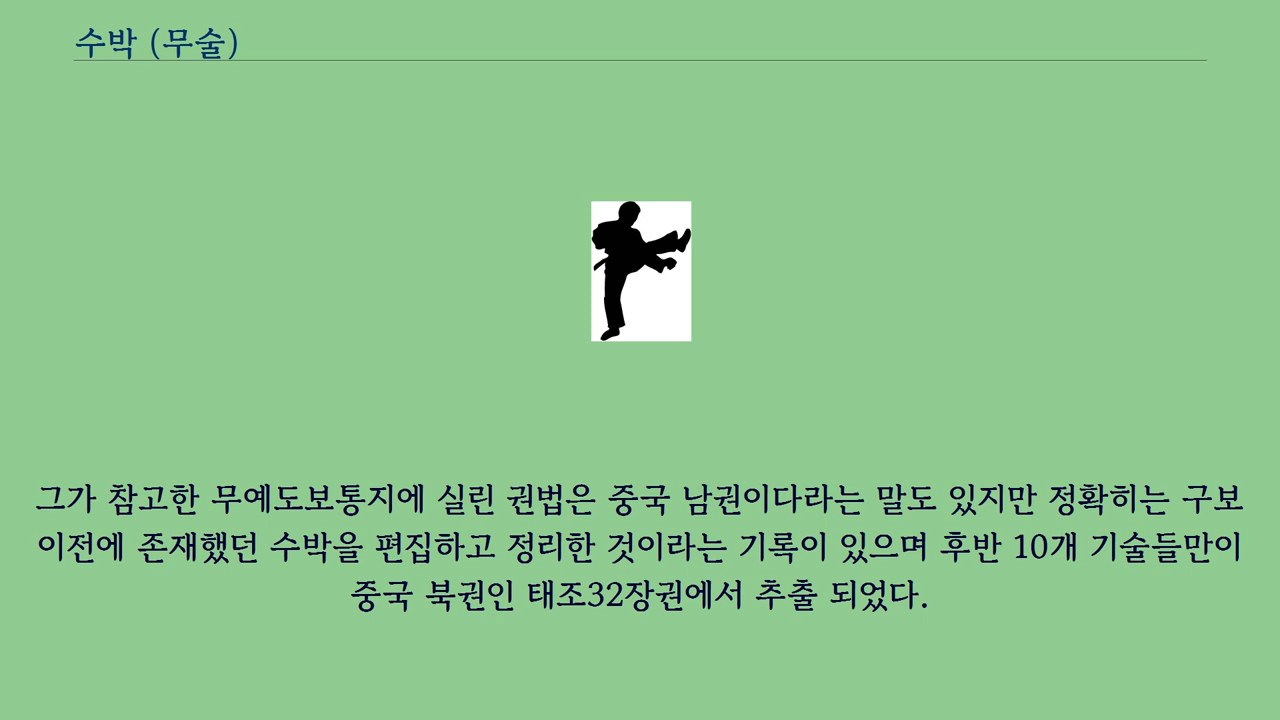 수박 (무술)
그가 참고한 무예도보통지에 실린 권법은 중국 남권이다라는 말도 있지만 정확히는 구보
이전에 존재했던 수박을 편집하고 정리한 것이라는 기록이 있으며 후반 10개 기술들만이
중국 북권인 태조32장권에서 추출 되었다.